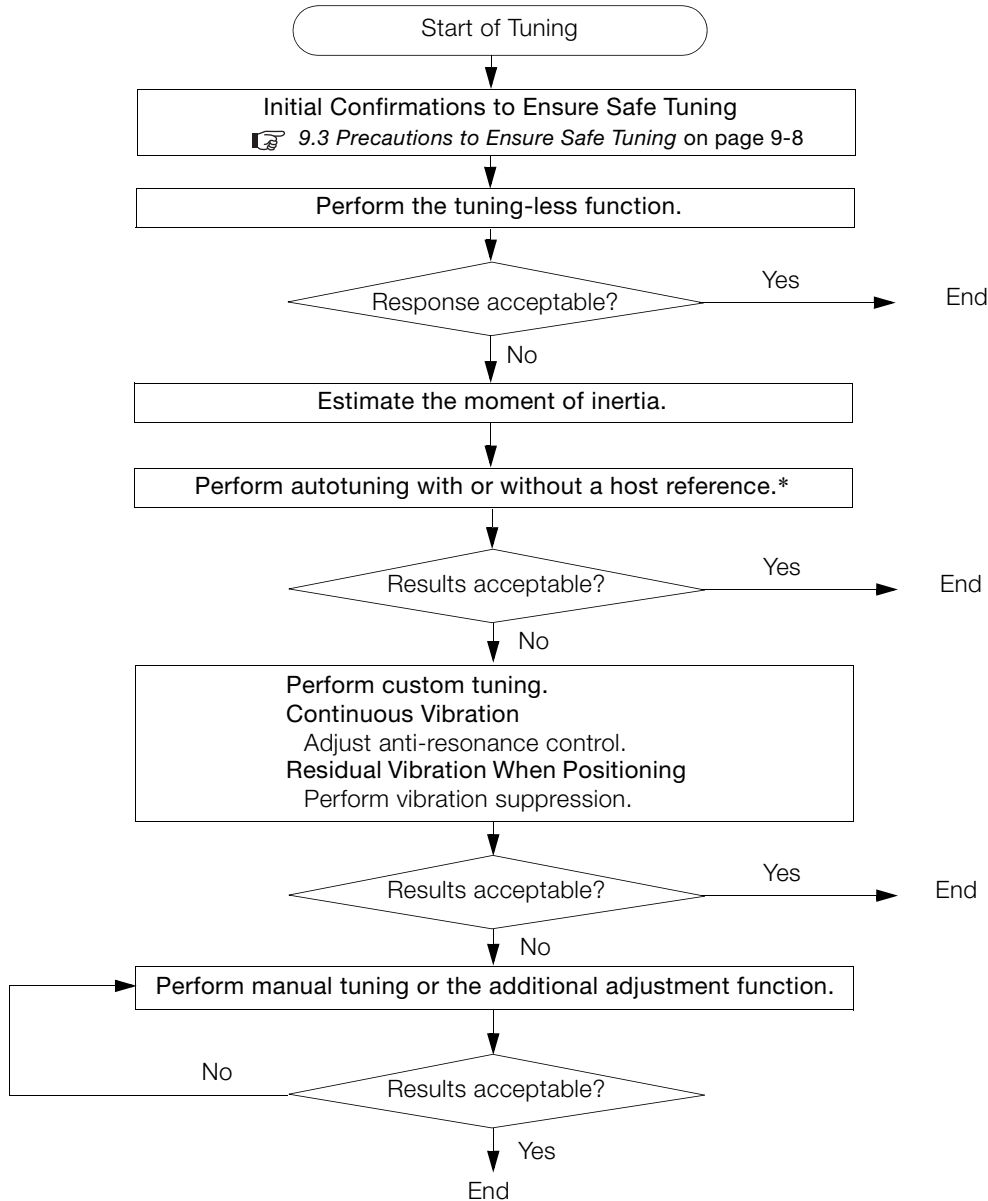 Start of Tuning
Initial Confirmations to Ensure Safe Tuning
9.3 Precautions to Ensure Safe Tuning on page 9-8
Perform the tuning-less function.
Response acceptable?
Yes
End
No
Estimate the moment of inertia.
Perform autotuning with or without a host reference.*
Results acceptable?
Yes
End
No
Perform custom tuning.
Continuous Vibration
Adjust anti-resonance control.
Residual Vibration When Positioning
Perform vibration suppression.
Results acceptable?
Yes
End
No
Perform manual tuning or the additional adjustment function.
No
Results acceptable?
Yes
End